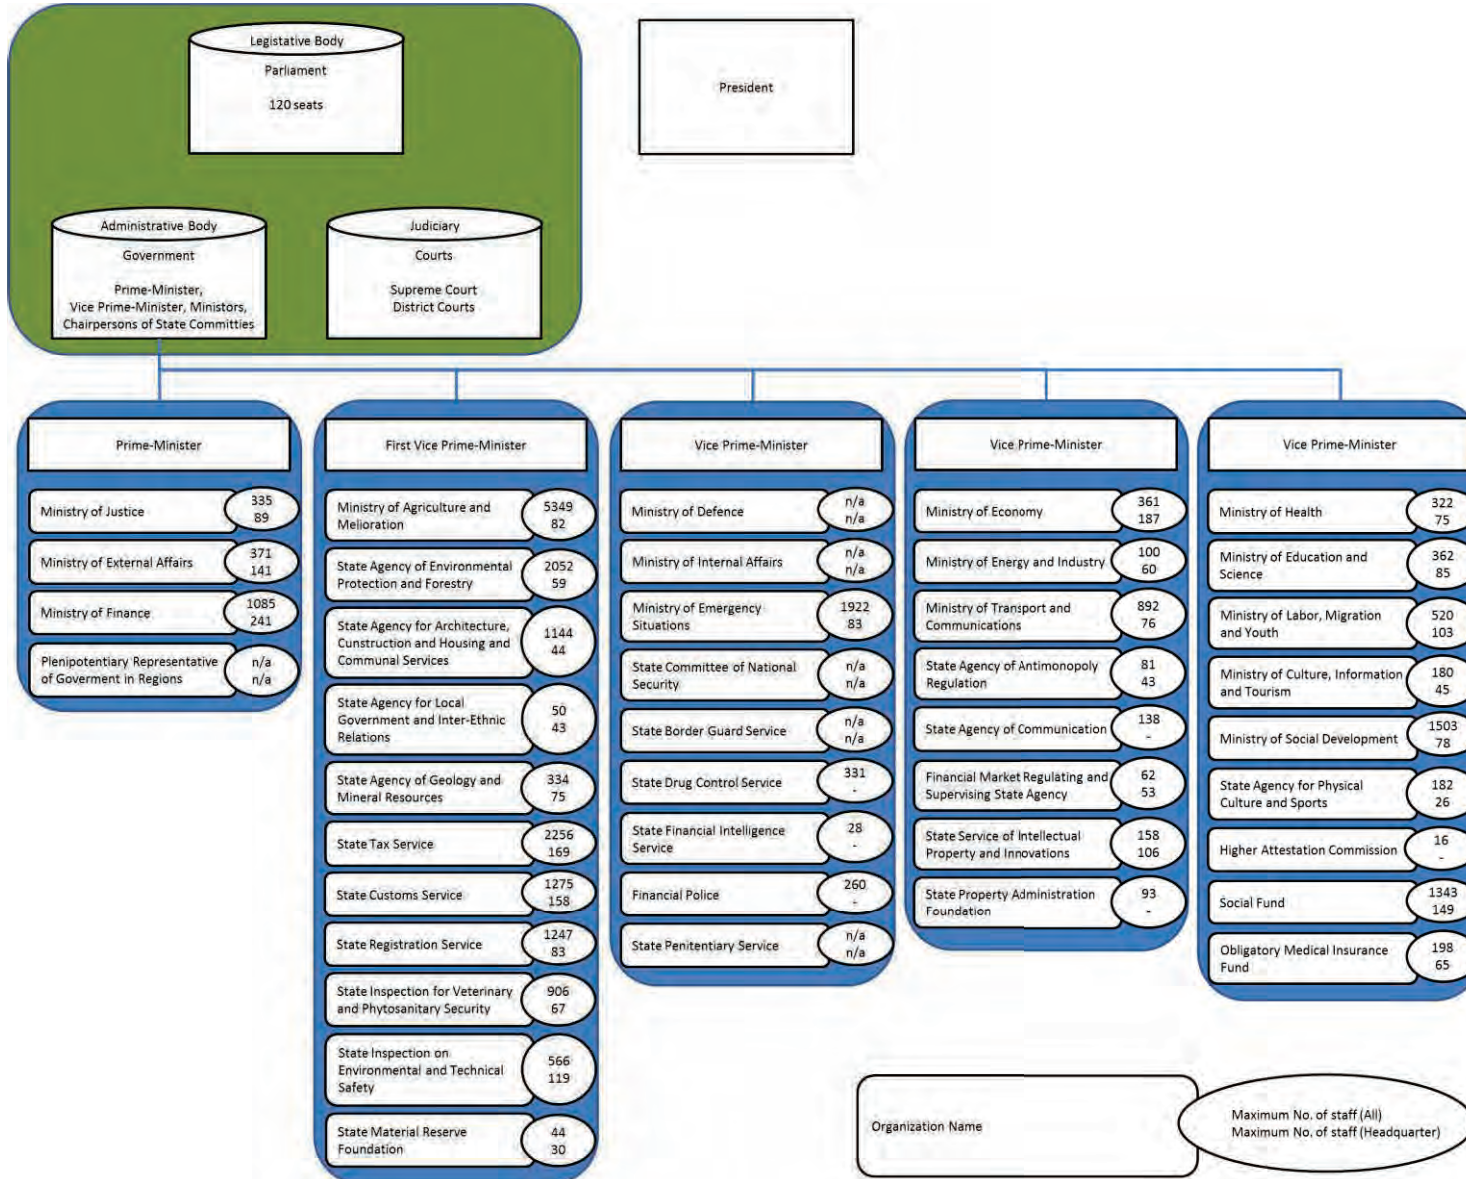 Legistative Body
Parliament
120 seats
President
Administrative Body
Government
Prime-Minister,
Vice Prime-Minister, Ministors,
Chairpersons of State Committies
Judiciary
Courts
Supreme Court
District Courts
Prime-Minister
Ministry of Justice
335
89
Ministry of External Affairs
371
141
Ministry of Finance
1085
241
Plenipotentiary Representative
of Goverment in Regions
n/a
n/a
First Vice Prime-Minister
Ministry of Agriculture and
Melioration
5349
82
State Agency of Environmental
Protection and Forestry
2052
59
State Agency for Architecture,
Cunstruction and Housing and
Communal Services
1144
44
State Agency for Local
Government and Inter-Ethnic
Relations
50
43
State Agency of Geology and
Mineral Resources
334
75
State Tax Service
2256
169
State Customs Service
1275
158
State Registration Service
1247
83
State Inspection for Veterinary
and Phytosanitary Security
906
67
State Inspection on
Environmental and Technical
Safety
566
119
State Material Reserve
Foundation
44
30
Vice Prime-Minister
Ministry of Defence
n/a
n/a
Ministry of Internal Affairs
n/a
n/a
Ministry of Emergency
Situations
1922
83
State Committee of National
Security
n/a
n/a
State Border Guard Service
n/a
n/a
State Drug Control Service
331
-
State Financial Intelligence
Service
28
-
Financial Police
260
-
State Penitentiary Service
n/a
n/a
Vice Prime-Minister
Ministry of Economy
361
187
Ministry of Energy and Industry
100
60
Ministry of Transport and
Communications
892
76
State Agency of Antimonopoly
Regulation
81
43
State Agency of Communication
138
-
Financial Market Regulating and
Supervising State Agency
62
53
State Service of Intellectual
Property and Innovations
158
106
State Property Administration
Foundation
93
-
Vice Prime-Minister
Ministry of Health
322
75
Ministry of Education and
Science
362
85
Ministry of Labor, Migration
and Youth
520
103
Ministry of Culture, Information
and Tourism
180
45
Ministry of Social Development
1503
78
State Agency for Physical
Culture and Sports
182
26
Higher Attestation Commission
16
-
Social Fund
1343
149
Obligatory Medical Insurance
Fund
198
65
Organization Name
Maximum No. of staff (All)
Maximum No. of staff (Headquarter)